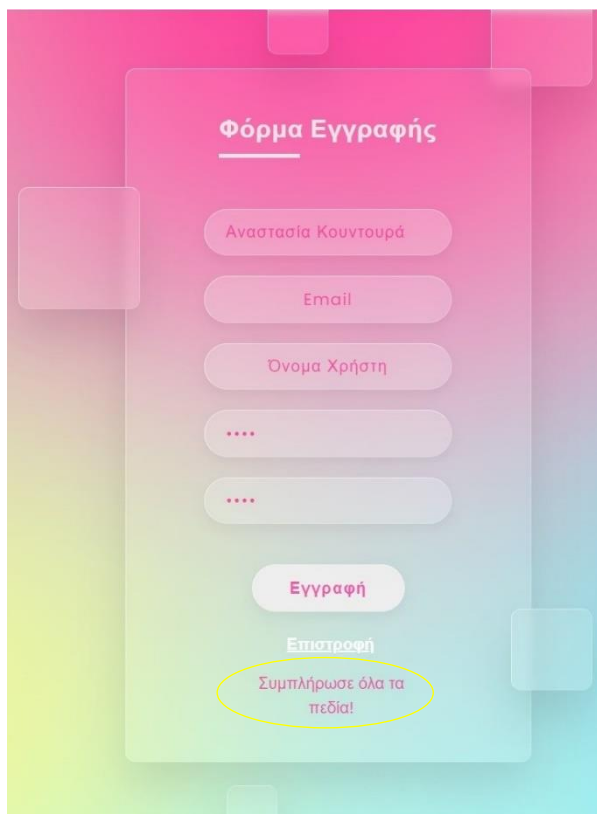 Φόρμα Εγγραφής
Αναστασία Κουντουρά
Email
Όνομα Χρήστη
••••
••••
Εγγραφή
Επιστροφή
Συμπλήρωσε όλα τα
πεδία!